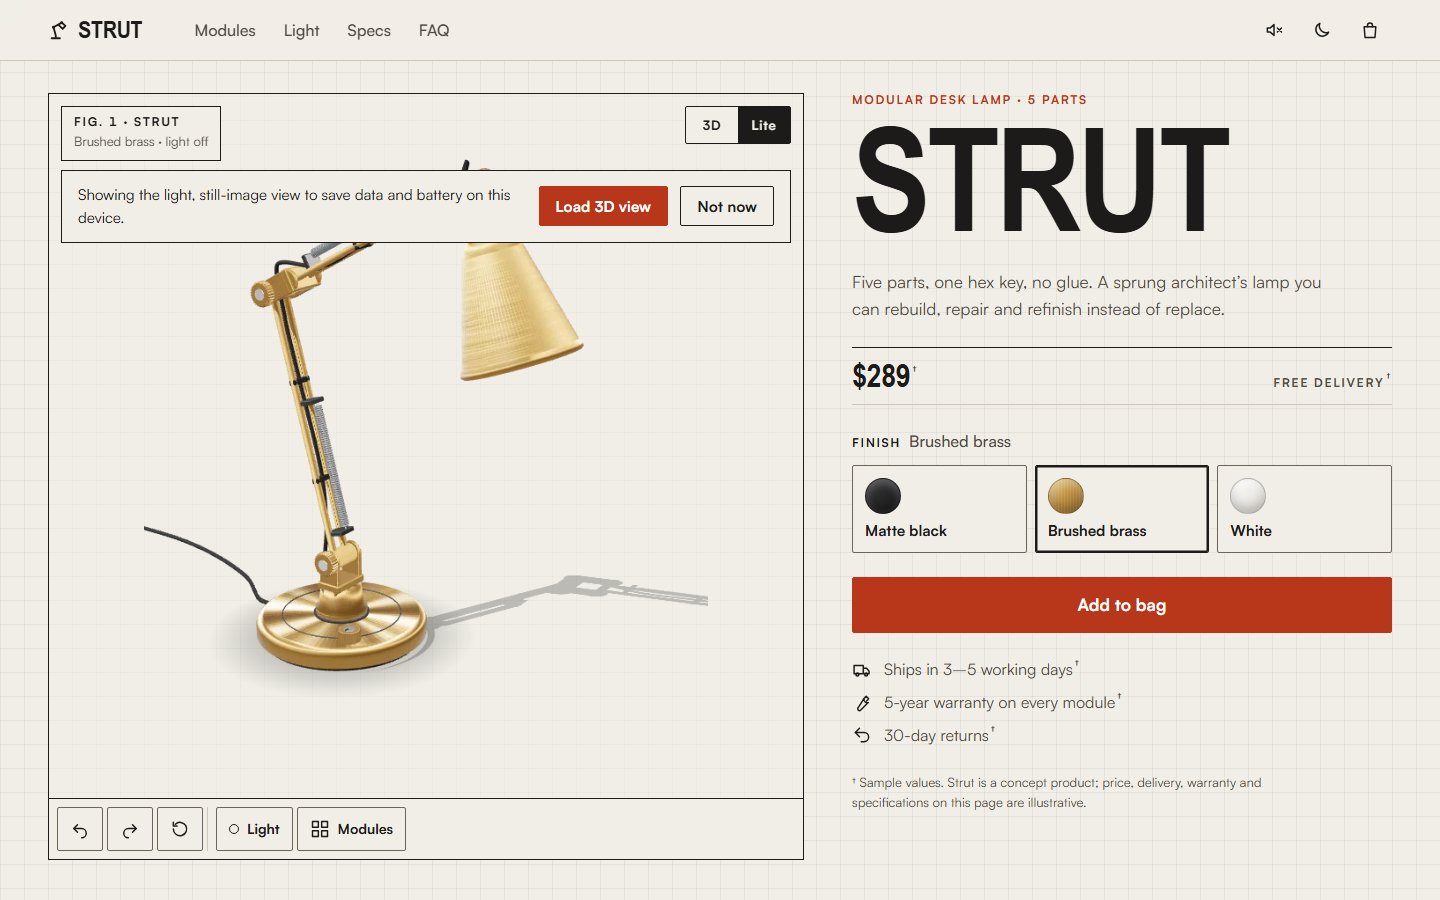 STRUT
Modules
Light
Specs
FAQ
FIG. 1 · STRUT
Brushed brass · light off
3D
Lite
Showing the light, still-image view to save data and battery on this
device.
Load 3D view
Not now
Light
Modules
MODULAR DESK LAMP · 5 PARTS
STRUT
Five parts, one hex key, no glue. A sprung architect’s lamp you
can rebuild, repair and refinish instead of replace.
$289†
FREE DELIVERY†
FINISH Brushed brass
Matte black
Brushed brass
White
Add to bag
Ships in 3–5 working days†
5-year warranty on every module†
30-day returns†
† Sample values. Strut is a concept product; price, delivery, warranty and
specifications on this page are illustrative.